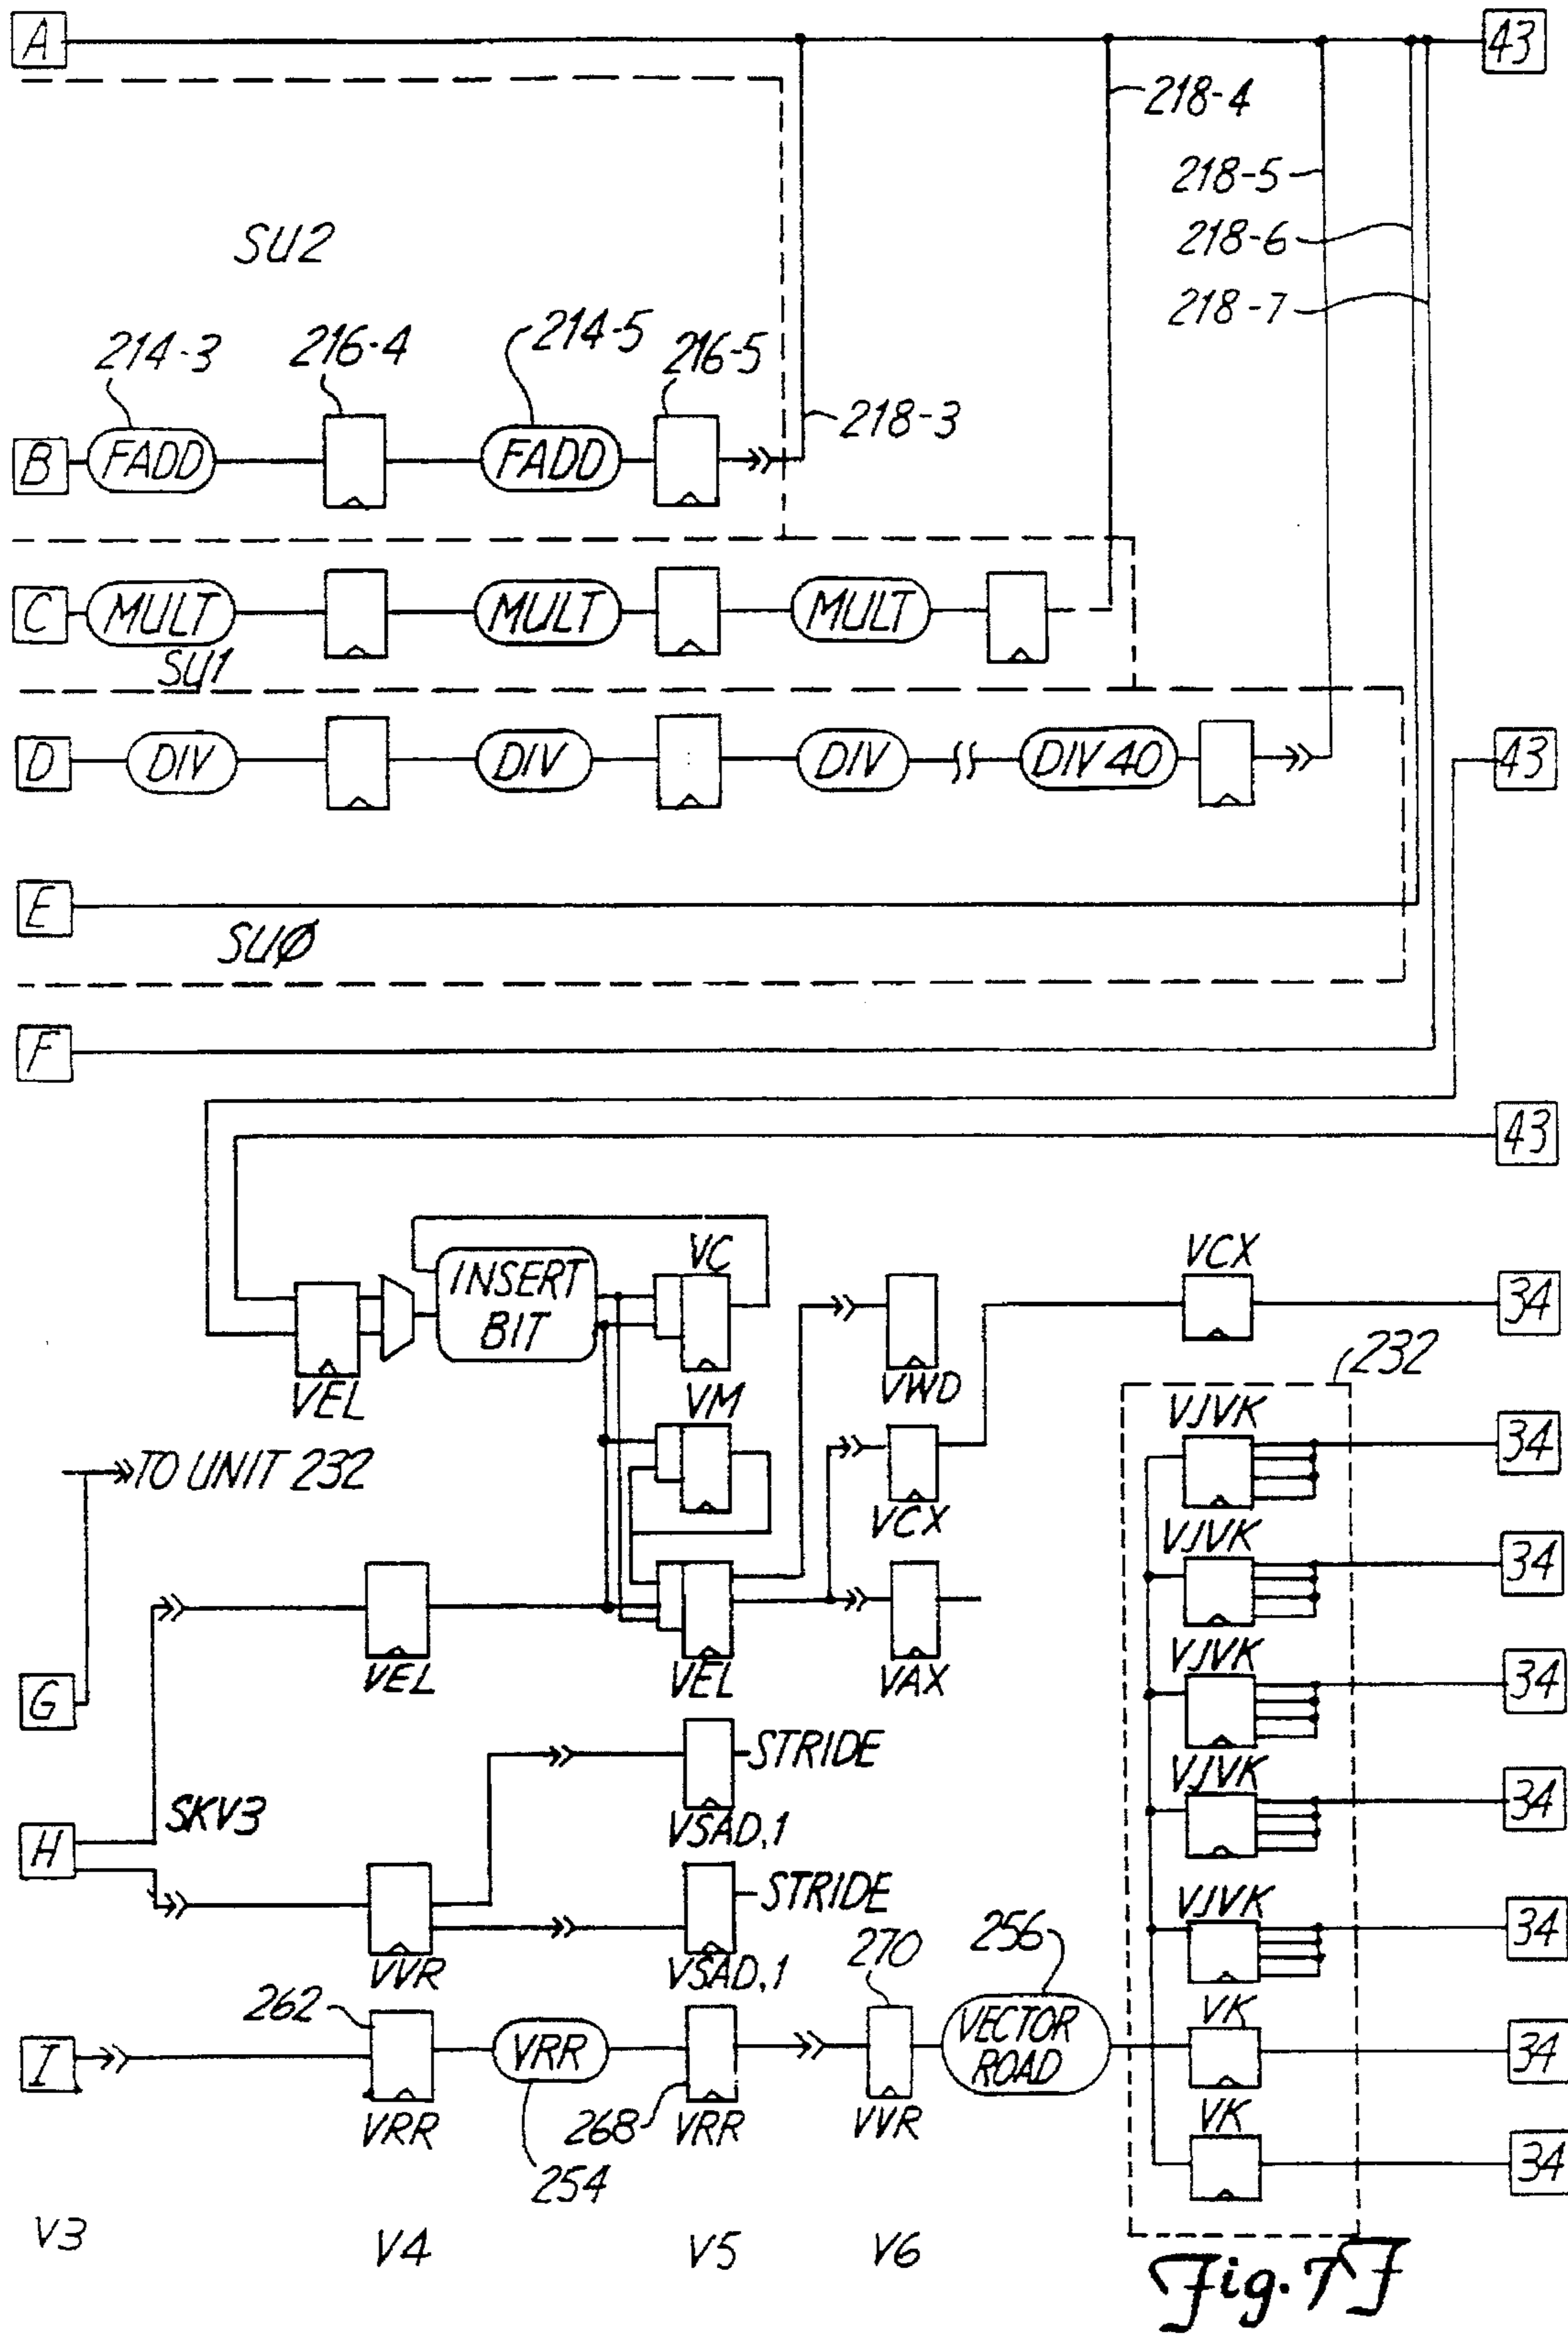 A
43
218-4
218-5
SU2
218-6
218-7
214-3
216-4
214-5
216-5
218-3
B
FADD
FADD
C
MULT
MULT
MULT
SU1
D
DIV
DIV
DIV
DIV 40
43
E
SUØ
F
43
VC
VCX
INSERT
BIT
34
232
VEL
VWD
VM
VJVK
34
TO UNIT 232
VCX
VJVK
34
VEL
VEL
VAX
VJVK
34
G
STRIDE
VJVK
34
SKV3
H
VSAD,1
STRIDE
VJVK
34
VVR
VSAD,1
270
256
262
I
VRR
VECTOR
ROAD
VK
34
VRR
268
VRR
VVR
VK
34
254
V3
V4
V5
V6
Fig. 7F